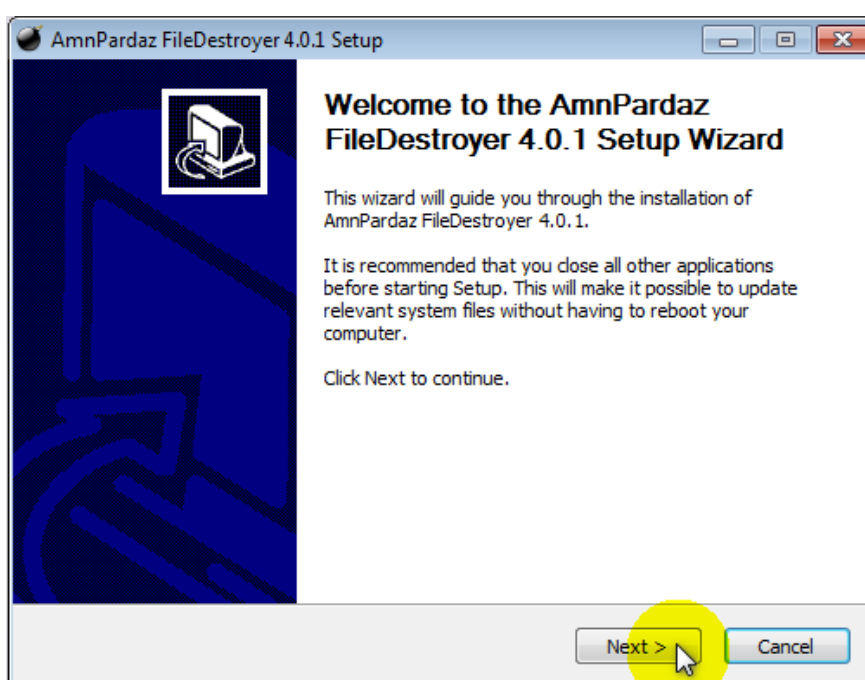 AmnPardaz FileDestroyer 4.0.1 Setup
Welcome to the AmnPardaz
FileDestroyer 4.0.1 Setup Wizard
This wizard will guide you through the installation of
AmnPardaz FileDestroyer 4.0.1.
It is recommended that you close all other applications
before starting Setup. This will make it possible to update
relevant system files without having to reboot your
computer.
Click Next to continue.
Next >
Cancel